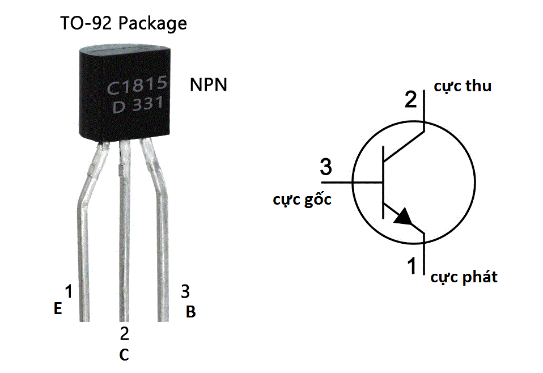 TO-92 Package
C1815
D 331
NPN
1
E
2
C
3
B
cực thu
2
3
cực gốc
1
cực phát